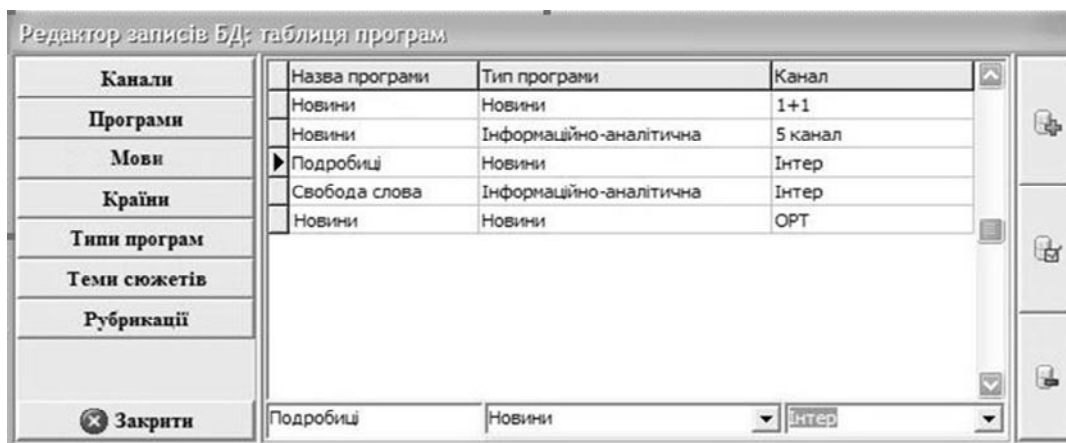 Редактор записів БД: таблиця програм
Канали
Програми
Мови
Країни
Типи програм
Теми сюжетів
Рубрикації
Закрити
Назва програми Тип програми Канал
Новини Новини 1+1
Новини Інформаційно-аналітична 5 канал
Подробиці Новини Інтер
Свобода слова Інформаційно-аналітична Інтер
Новини Новини ОРТ
Подробиці Новини Інтер